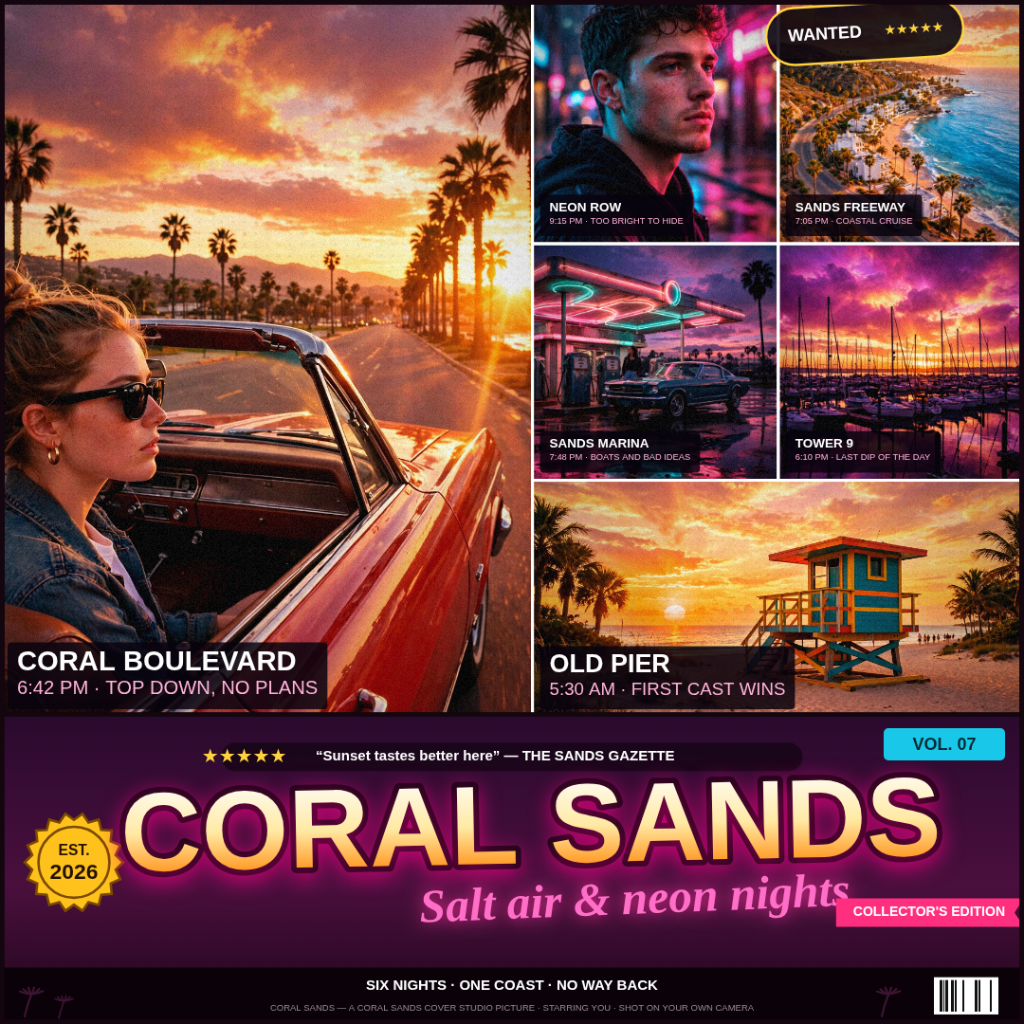 WANTED ★★★★★
NEON ROW
9:15 PM · TOO BRIGHT TO HIDE
SANDS FREEWAY
7:05 PM · COASTAL CRUISE
SANDS MARINA
7:48 PM · BOATS AND BAD IDEAS
TOWER 9
6:10 PM · LAST DIP OF THE DAY
CORAL BOULEVARD
6:42 PM · TOP DOWN, NO PLANS
OLD PIER
5:30 AM · FIRST CAST WINS
VOL. 07
★★★★★ “Sunset tastes better here” — THE SANDS GAZETTE
CORAL SANDS
EST.
2026
Salt air & neon nights
COLLECTOR'S EDITION
SIX NIGHTS · ONE COAST · NO WAY BACK
CORAL SANDS — A CORAL SANDS COVER STUDIO PICTURE · STARRING YOU · SHOT ON YOUR OWN CAMERA